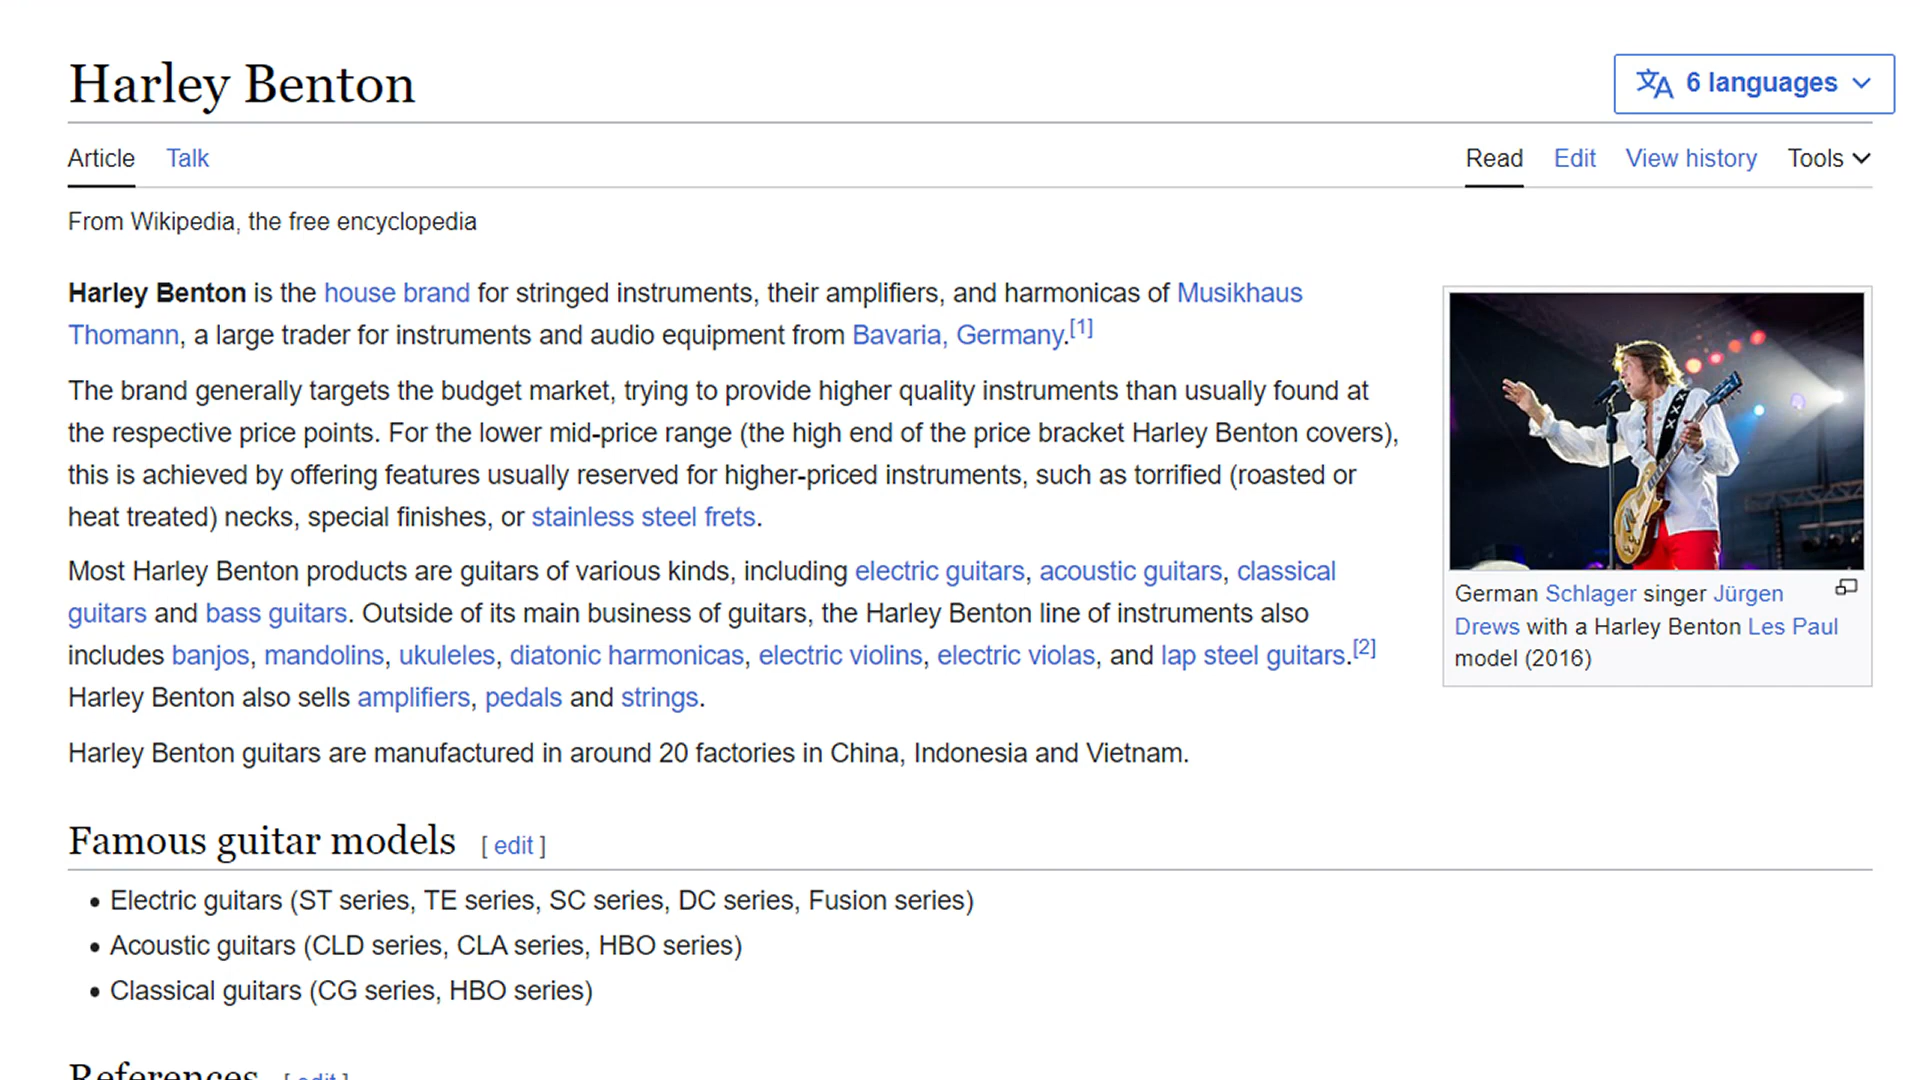 Harley Benton
文A 6 languages
Article Talk
Read Edit View history Tools
From Wikipedia, the free encyclopedia
Harley Benton is the house brand for stringed instruments, their amplifiers, and harmonicas of Musikhaus
Thomann, a large trader for instruments and audio equipment from Bavaria, Germany.[1]
The brand generally targets the budget market, trying to provide higher quality instruments than usually found at
the respective price points. For the lower mid-price range (the high end of the price bracket Harley Benton covers),
this is achieved by offering features usually reserved for higher-priced instruments, such as torrified (roasted or
heat treated) necks, special finishes, or stainless steel frets.
Most Harley Benton products are guitars of various kinds, including electric guitars, acoustic guitars, classical
guitars and bass guitars. Outside of its main business of guitars, the Harley Benton line of instruments also
includes banjos, mandolins, ukuleles, diatonic harmonicas, electric violins, electric violas, and lap steel guitars.[2]
Harley Benton also sells amplifiers, pedals and strings.
Harley Benton guitars are manufactured in around 20 factories in China, Indonesia and Vietnam.
German Schlager singer Jürgen
Drews with a Harley Benton Les Paul
model (2016)
Famous guitar models [ edit ]
• Electric guitars (ST series, TE series, SC series, DC series, Fusion series)
• Acoustic guitars (CLD series, CLA series, HBO series)
• Classical guitars (CG series, HBO series)
References [ edit ]